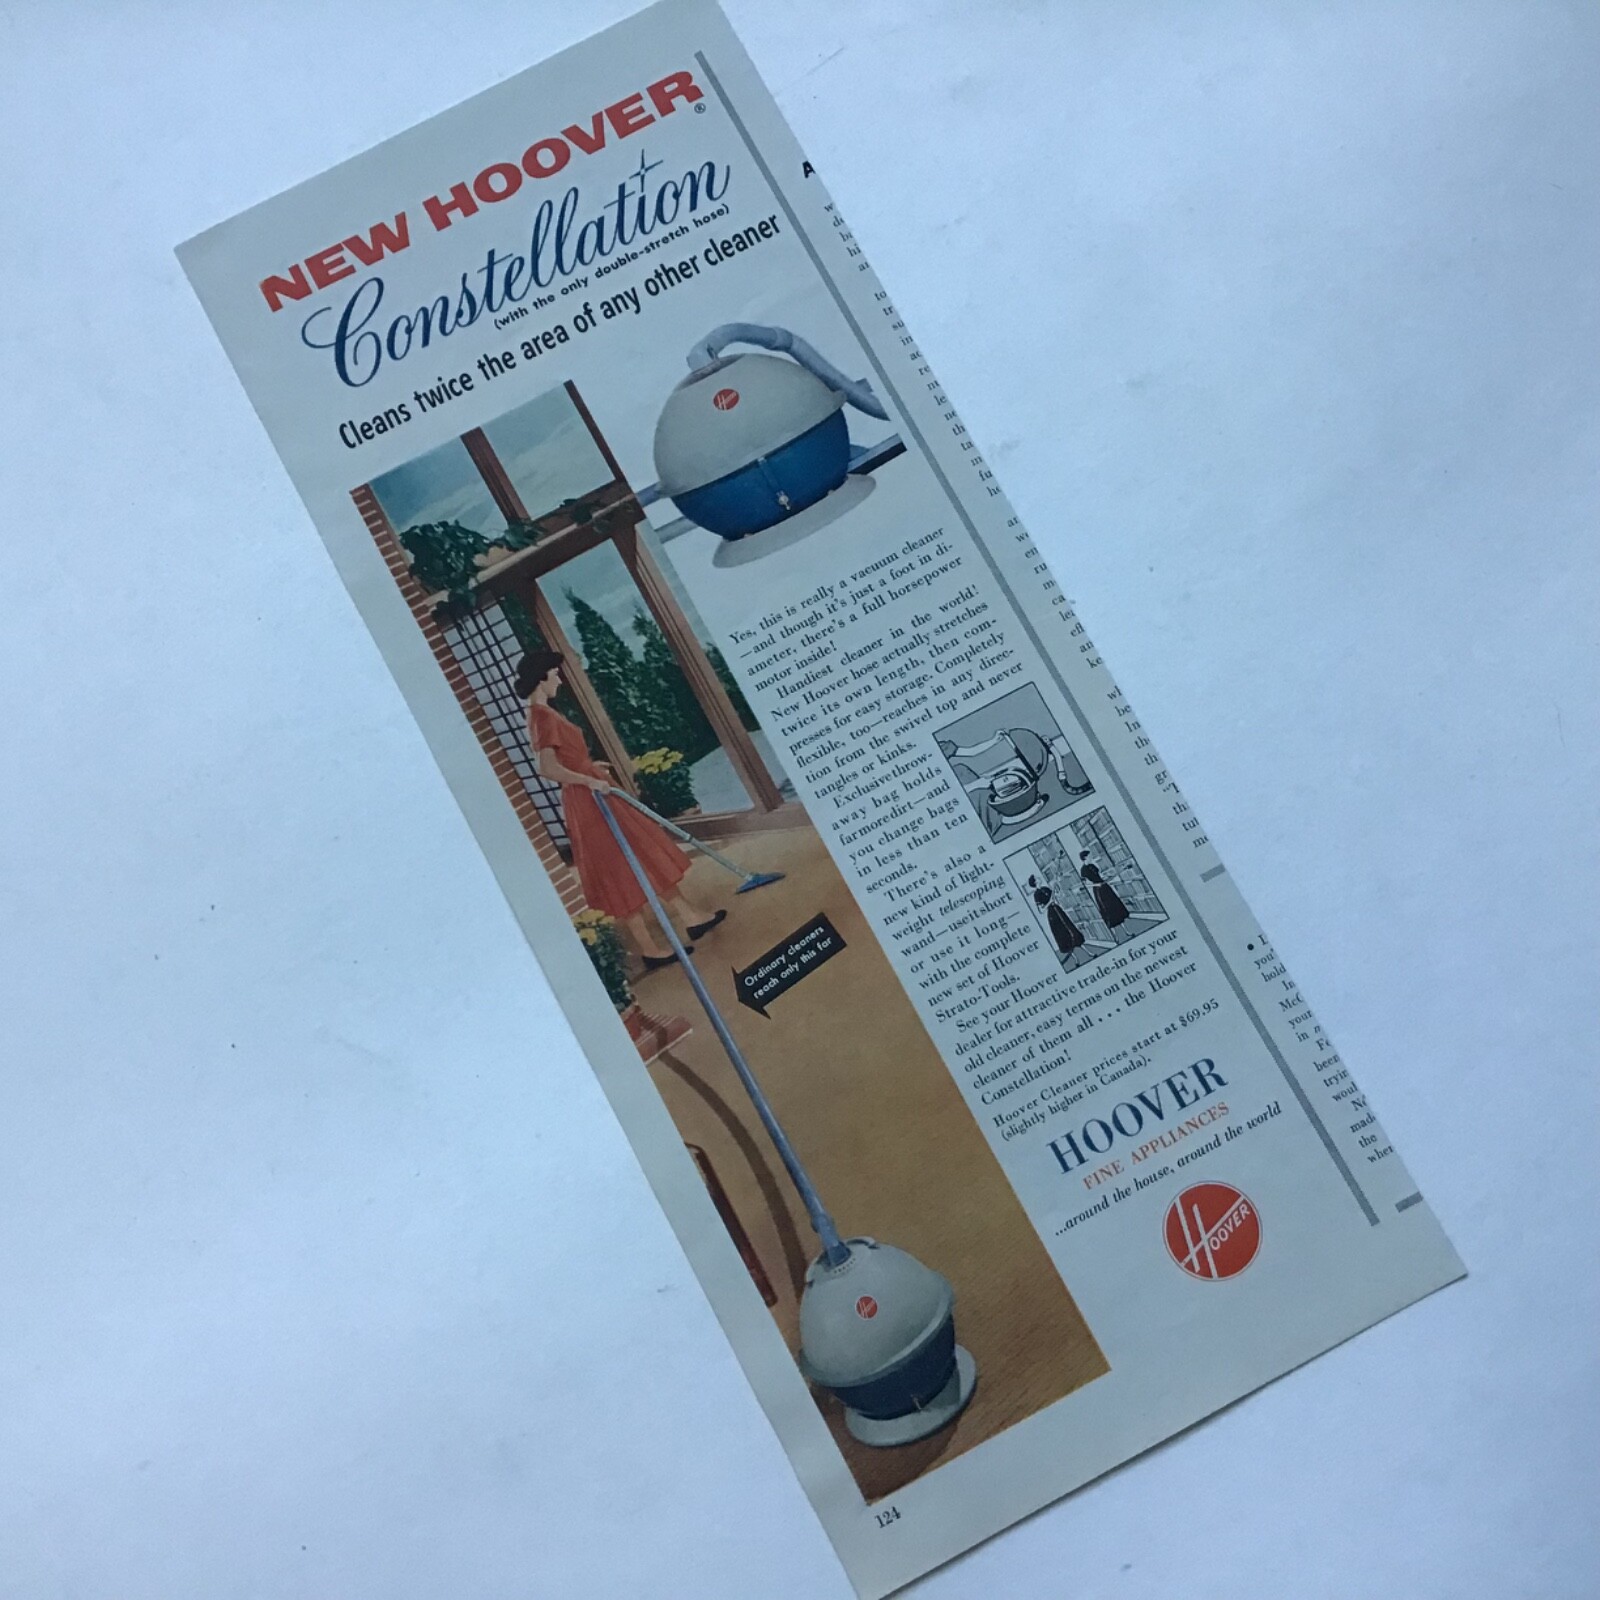 NEW HOOVER®
Constellation
(with the only double-stretch hose)
Cleans twice the area of any other cleaner
Hoover
Yes, this is really a vacuum cleaner
—and though it's just a foot in di-
ameter, there's a full horsepower
motor inside!
Handiest cleaner in the world!
New Hoover hose actually stretches
twice its own length, then com-
presses for easy storage. Completely
flexible, too—reaches in any direc-
tion from the swivel top and never
tangles or kinks.
Exclusive throw-
away bag holds
far more dirt—and
you change bags
in less than ten
seconds.
There's also a
new kind of light-
weight telescoping
wand—use it short
or use it long—
with the complete
new set of Hoover
Strato-Tools.
See your Hoover
dealer for attractive trade-in for your
old cleaner, easy terms on the newest
cleaner of them all . . . the Hoover
Constellation!
Hoover Cleaner prices start at $69.95
(slightly higher in Canada).
Ordinary cleaners
reach only this far
HOOVER
FINE APPLIANCES
...around the house, around the world
HOOVER
Hoover
124